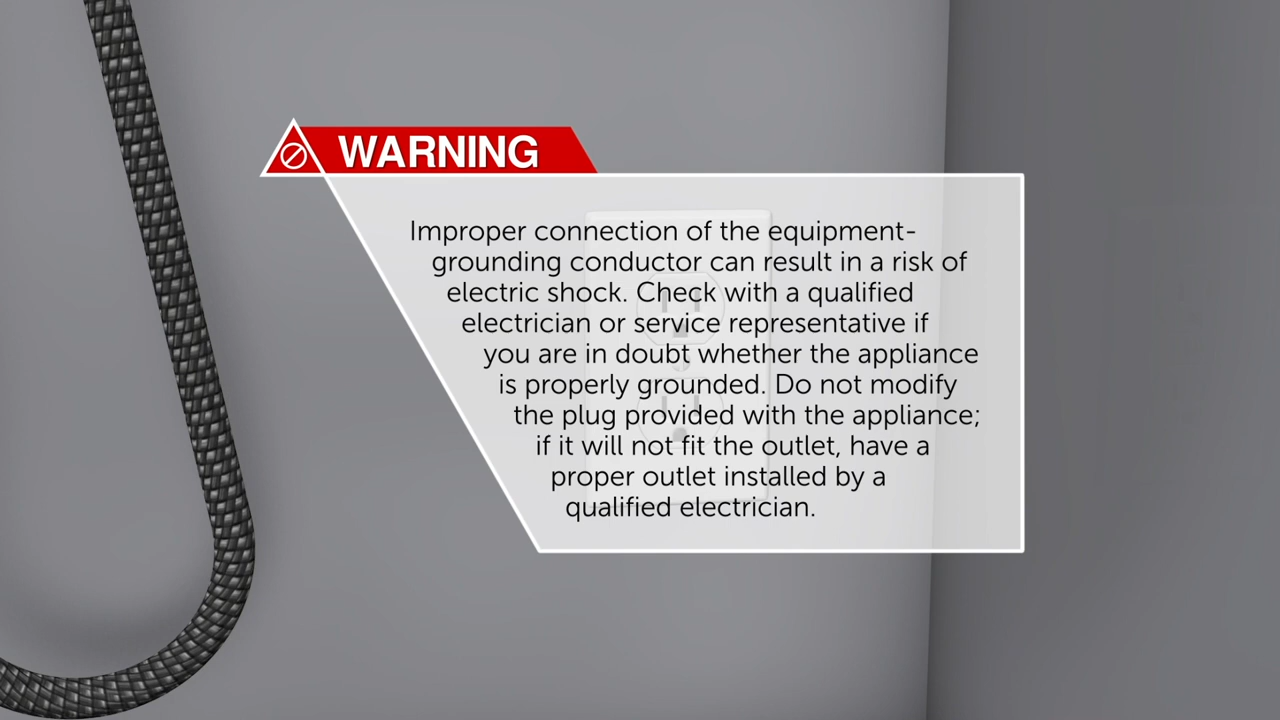 WARNING
Improper connection of the equipment-
grounding conductor can result in a risk of
electric shock. Check with a qualified
electrician or service representative if
you are in doubt whether the appliance
is properly grounded. Do not modify
the plug provided with the appliance;
if it will not fit the outlet, have a
proper outlet installed by a
qualified electrician.